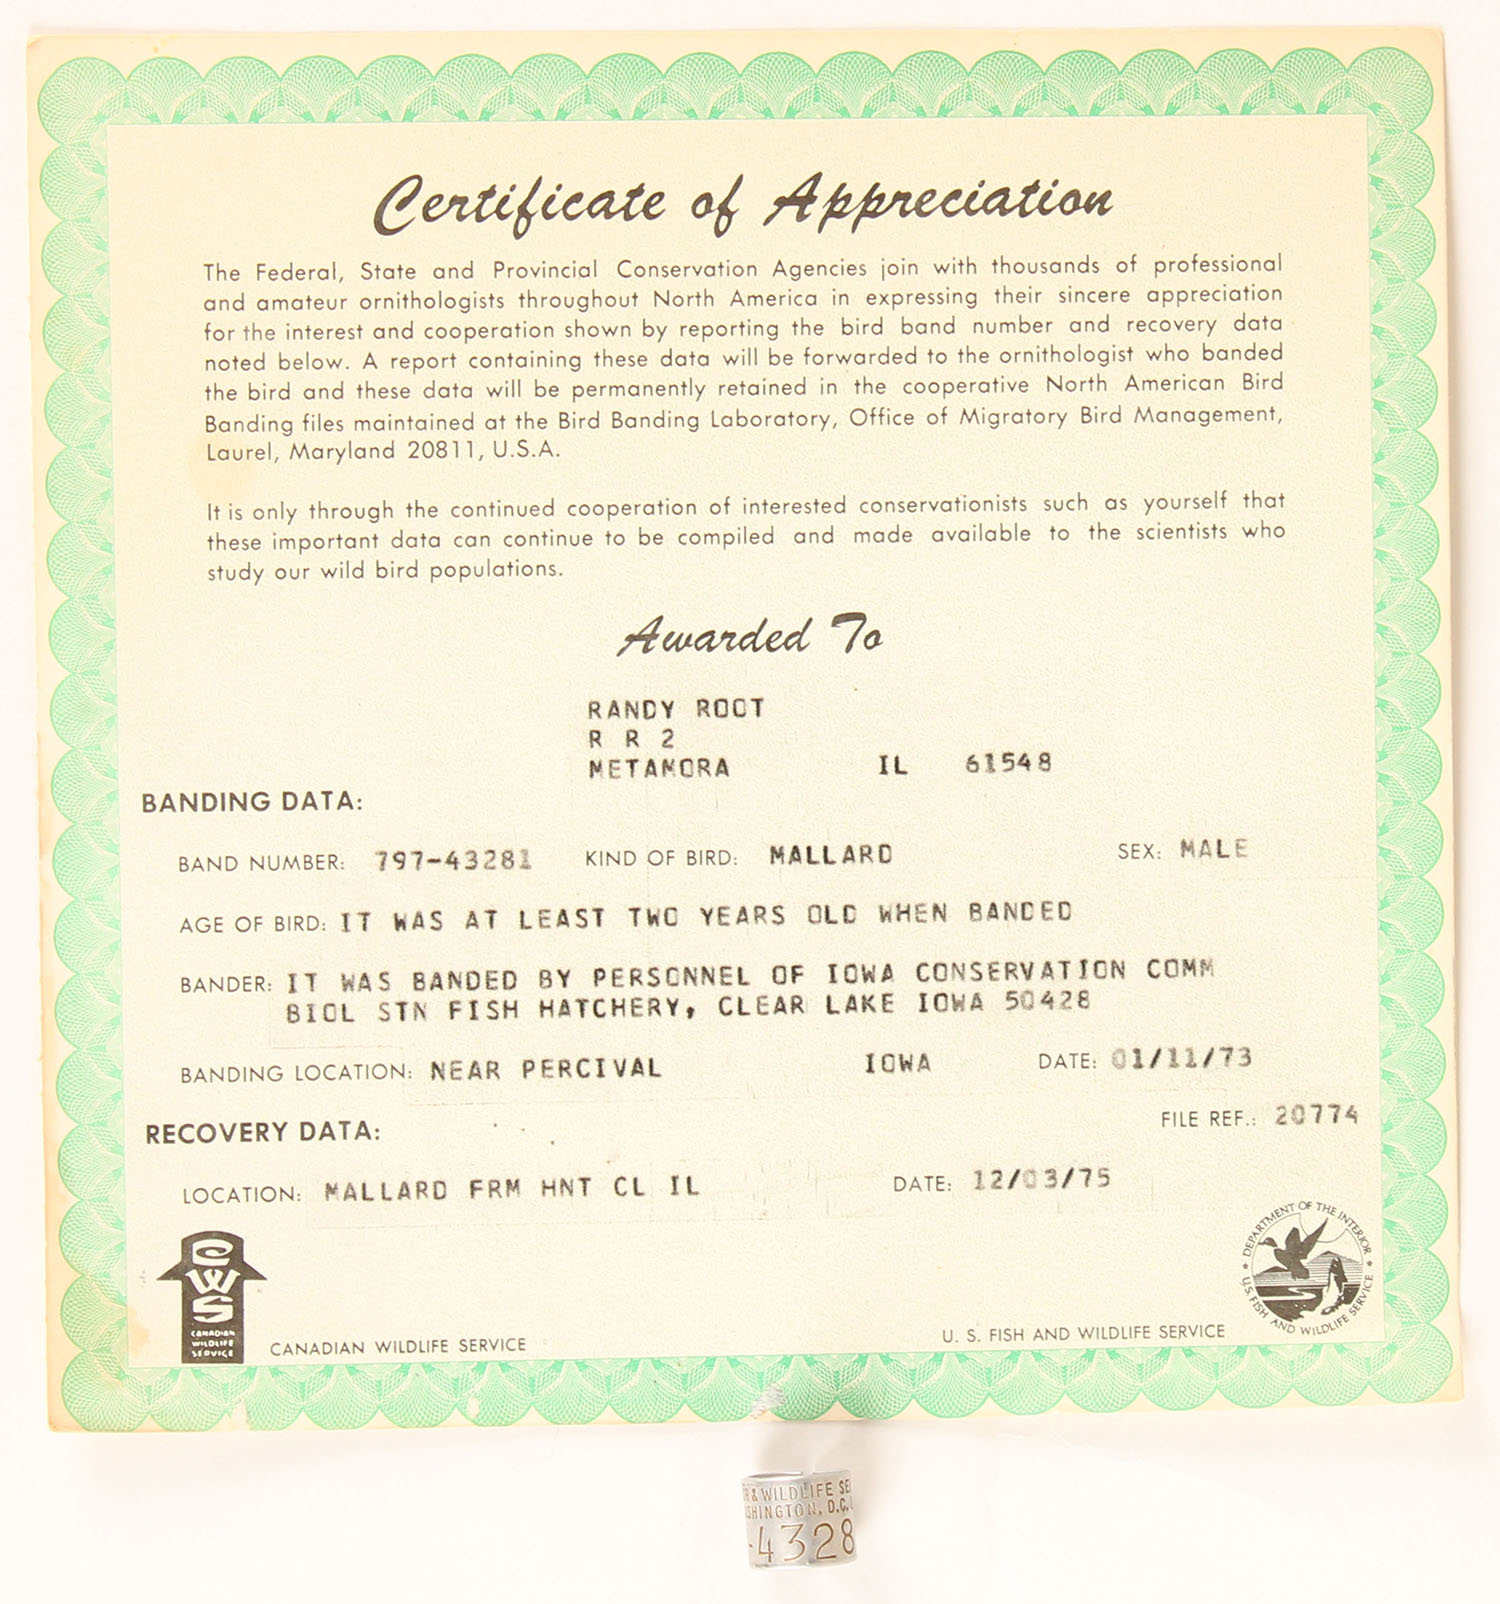 Certificate of Appreciation
The Federal, State and Provincial Conservation Agencies join with thousands of professional
and amateur ornithologists throughout North America in expressing their sincere appreciation
for the interest and cooperation shown by reporting the bird band number and recovery data
noted below. A report containing these data will be forwarded to the ornithologist who banded
the bird and these data will be permanently retained in the cooperative North American Bird
Banding files maintained at the Bird Banding Laboratory, Office of Migratory Bird Management,
Laurel, Maryland 20811, U.S.A.
It is only through the continued cooperation of interested conservationists such as yourself that
these important data can continue to be compiled and made available to the scientists who
study our wild bird populations.
Awarded To
RANDY ROOT
R R 2
METAMORA IL 61548
BANDING DATA:
BAND NUMBER: 797-43281 KIND OF BIRD: MALLARD SEX: MALE
AGE OF BIRD: IT WAS AT LEAST TWO YEARS OLD WHEN BANDED
BANDER: IT WAS BANDED BY PERSONNEL OF IOWA CONSERVATION COMM
BIOL STN FISH HATCHERY, CLEAR LAKE IOWA 50428
BANDING LOCATION: NEAR PERCIVAL IOWA DATE: 01/11/73
RECOVERY DATA: FILE REF.: 20774
LOCATION: MALLARD FRM HNT CL IL DATE: 12/03/75
CWS
CANADIAN
WILDLIFE
SERVICE
CANADIAN WILDLIFE SERVICE
U. S. FISH AND WILDLIFE SERVICE
DEPARTMENT OF THE INTERIOR
U.S. FISH AND WILDLIFE SERVICE
& WILDLIFE SE
SHINGTON, D.C.
-4328